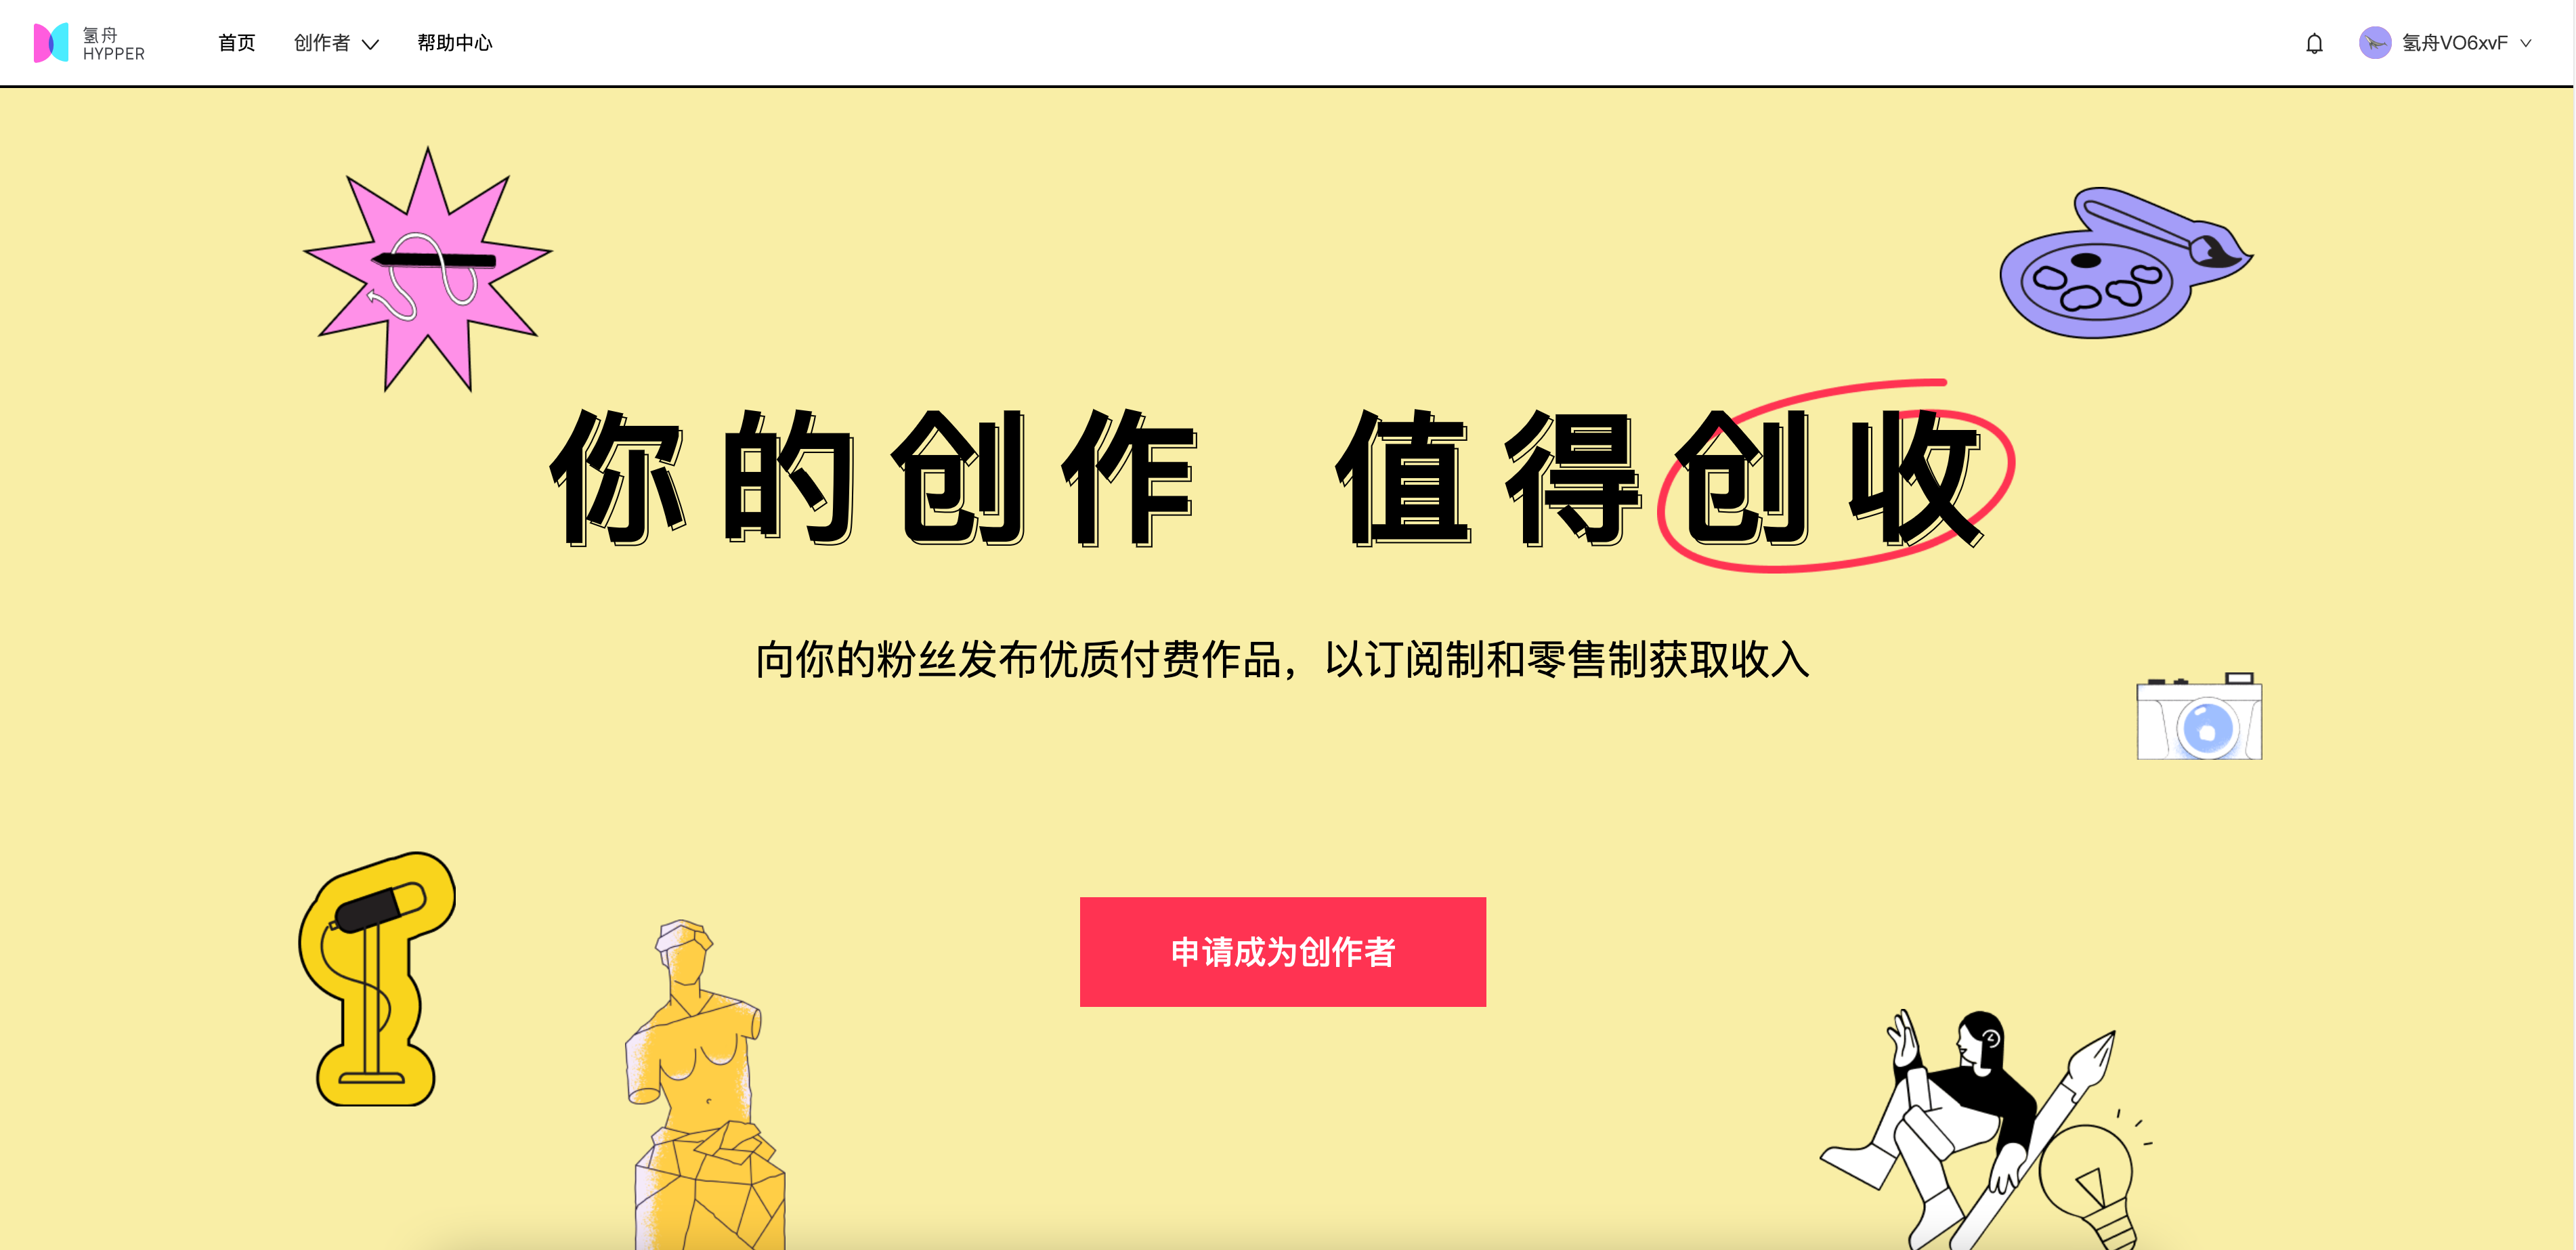 氢舟
HYPPER
首页 创作者 帮助中心 氢舟VO6xvF
你的创作 值得创收
向你的粉丝发布优质付费作品，以订阅制和零售制获取收入
申请成为创作者